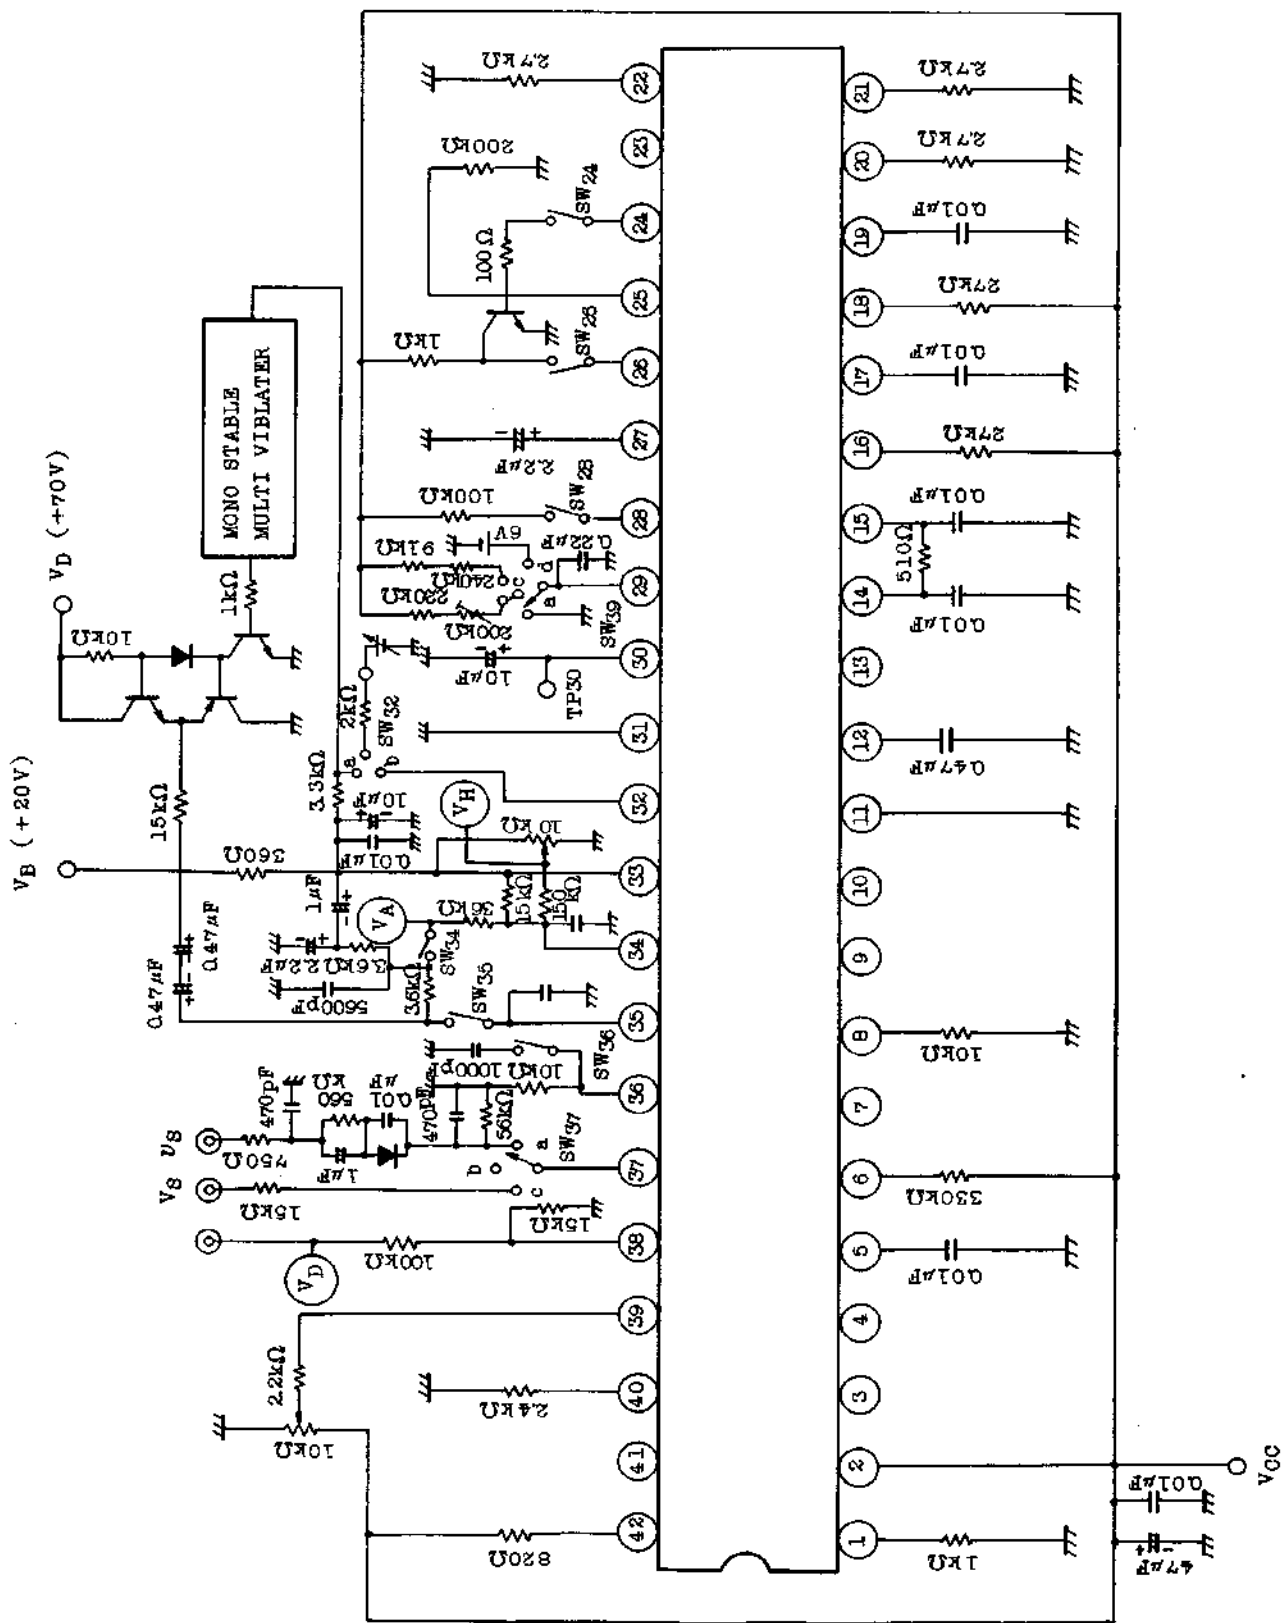 V_B (+20V)
V_D (+70V)
MONO STABLE
MULTI VIBLATER
1kΩ
10kΩ
15kΩ
0.47μF
0.47μF
360Ω
1μF
3.3kΩ
10μF
0.01μF
2.2μF
3.6kΩ
5600pF
3.6kΩ
V_A
SW34
36kΩ
15kΩ
150kΩ
V_H
10kΩ
SW35
SW36
1000pF
10kΩ
470pF
56kΩ
SW37
a
b
c
υ_S
V_S
750Ω
470pF
560kΩ
0.01μF
1μF
15kΩ
15kΩ
V_D
100kΩ
2.2kΩ
10kΩ
2.4kΩ
820Ω
2kΩ
SW32
a
b
10μF
TP30
220kΩ
200kΩ
91kΩ
240kΩ
6V
0.22μF
a
b
c
d
SW39
100kΩ
SW28
2.2μF
1kΩ
SW26
100Ω
SW24
200kΩ
2.7kΩ
42
41
40
39
38
37
36
35
34
33
32
31
30
29
28
27
26
25
24
23
22
1
2
3
4
5
6
7
8
9
10
11
12
13
14
15
16
17
18
19
20
21
1kΩ
47μF
0.01μF
V_CC
0.01μF
330kΩ
10kΩ
0.47μF
0.01μF
510Ω
0.01μF
27kΩ
0.01μF
27kΩ
0.01μF
2.7kΩ
2.7kΩ